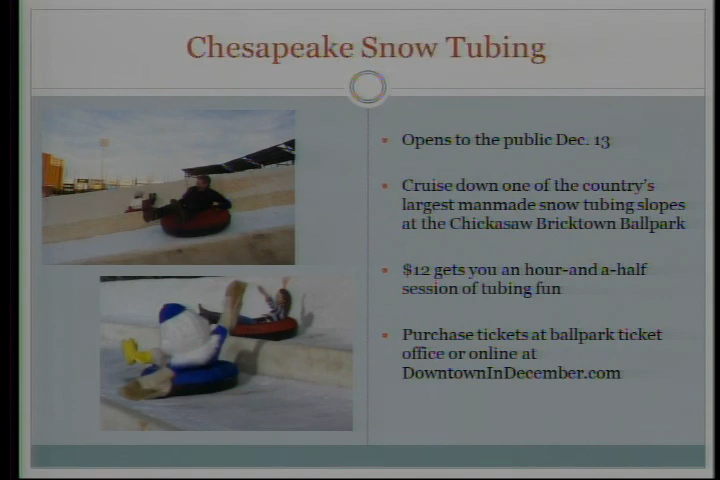 Chesapeake Snow Tubing
Opens to the public Dec. 13
Cruise down one of the country's
largest manmade snow tubing slopes
at the Chickasaw Bricktown Ballpark
$12 gets you an hour-and a-half
session of tubing fun
Purchase tickets at ballpark ticket
office or online at
DowntownInDecember.com